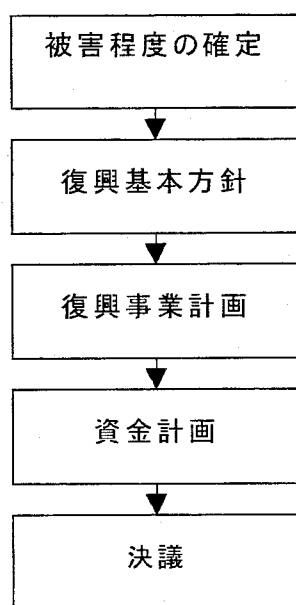 被害程度の確定
復興基本方針
復興事業計画
資金計画
決議